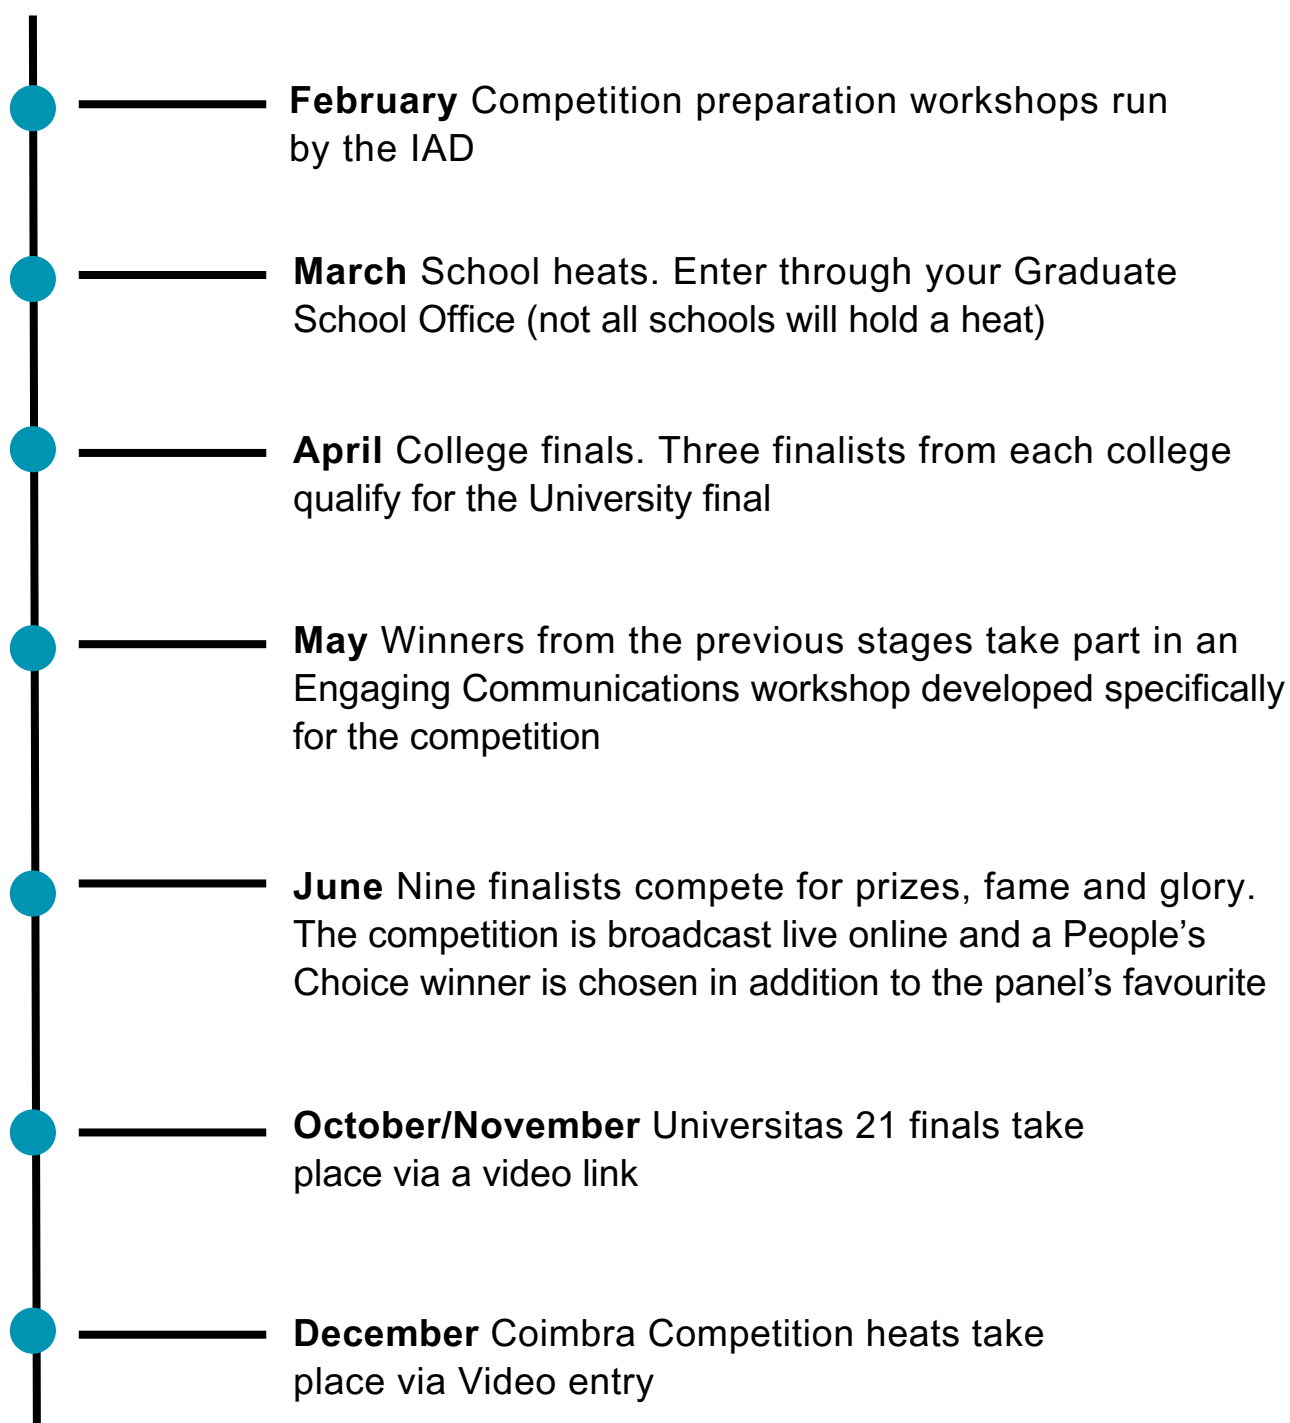 February Competition preparation workshops run
by the IAD
March School heats. Enter through your Graduate
School Office (not all schools will hold a heat)
April College finals. Three finalists from each college
qualify for the University final
May Winners from the previous stages take part in an
Engaging Communications workshop developed specifically
for the competition
June Nine finalists compete for prizes, fame and glory.
The competition is broadcast live online and a People’s
Choice winner is chosen in addition to the panel’s favourite
October/November Universitas 21 finals take
place via a video link
December Coimbra Competition heats take
place via Video entry